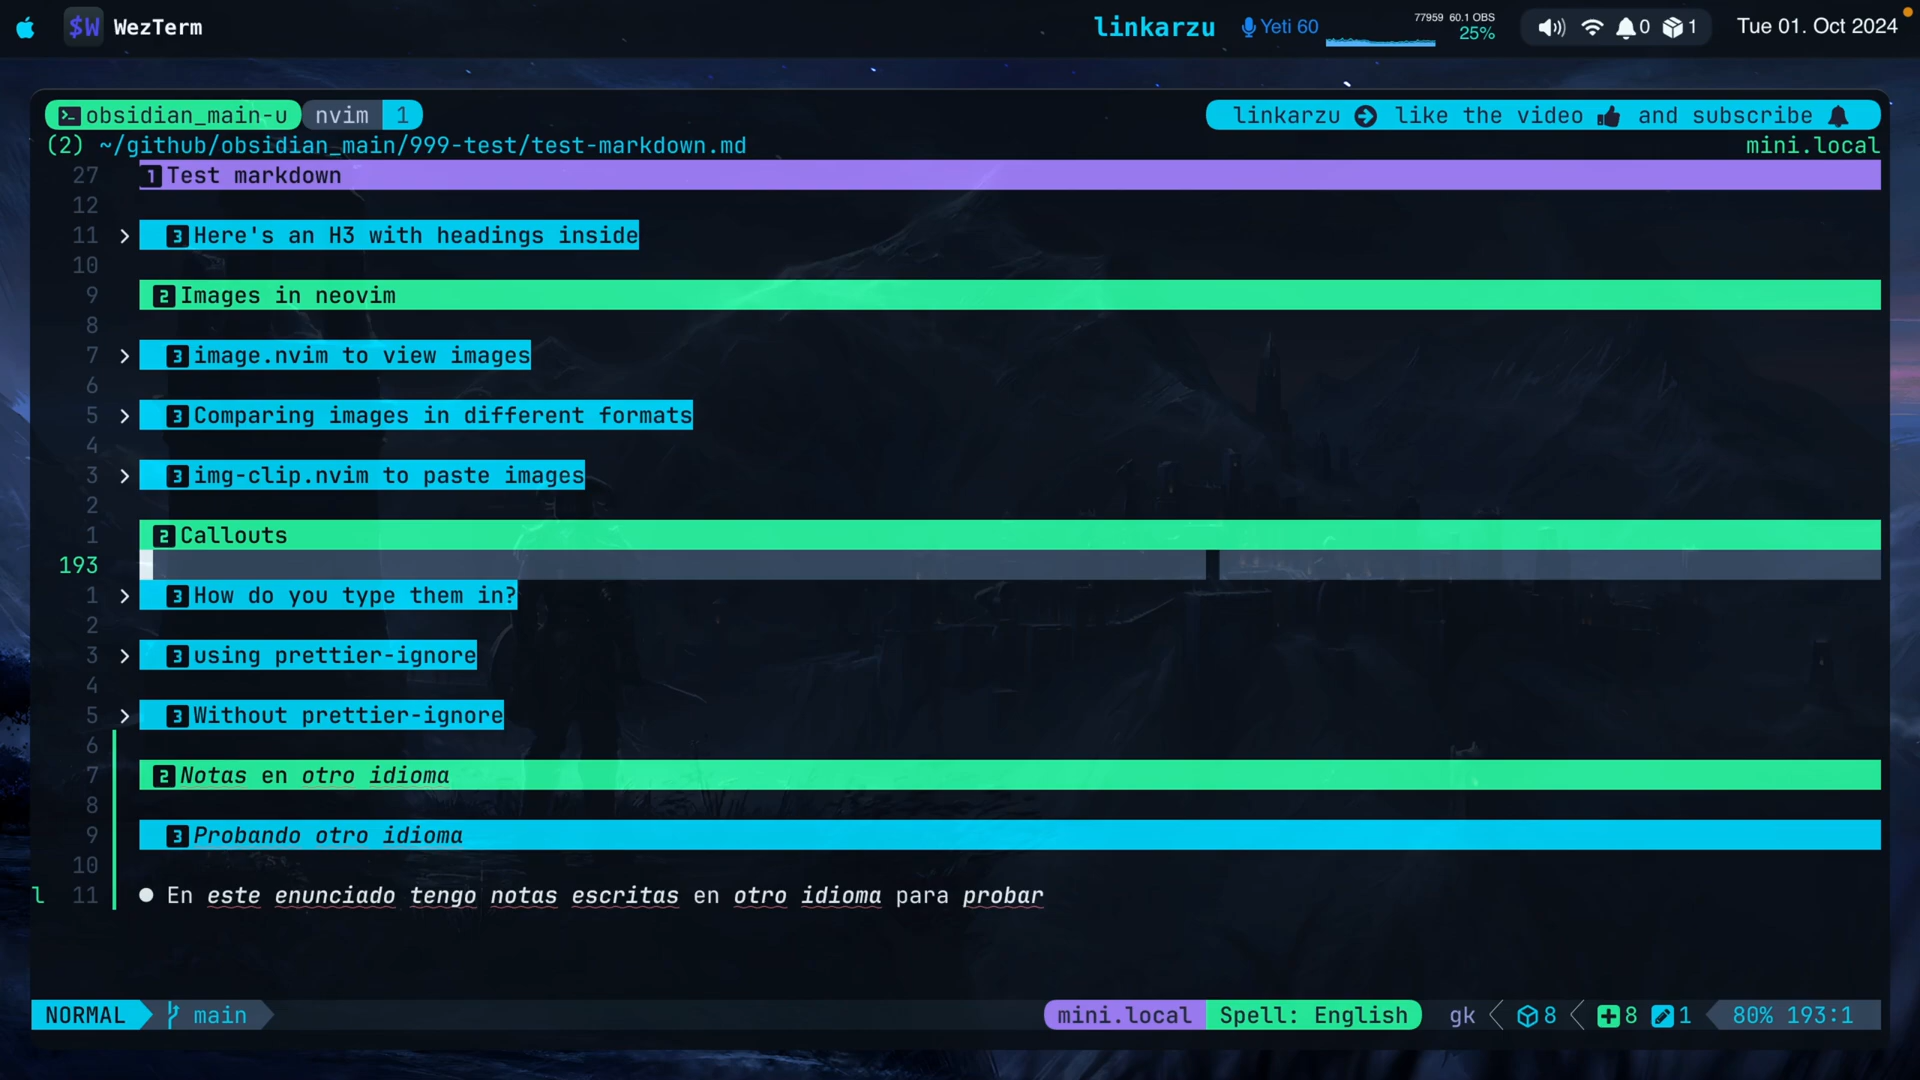 $W WezTerm linkarzu Yeti 60 77959 60.1 OBS 25% 0 1 Tue 01. Oct 2024
obsidian_main-u nvim 1 linkarzu like the video and subscribe
(2) ~/github/obsidian_main/999-test/test-markdown.md mini.local
27 1 Test markdown
12
11 3 Here's an H3 with headings inside
10
9 2 Images in neovim
8
7 3 image.nvim to view images
6
5 3 Comparing images in different formats
4
3 3 img-clip.nvim to paste images
2
1 2 Callouts
193
1 3 How do you type them in?
2
3 3 using prettier-ignore
4
5 3 Without prettier-ignore
6
7 2 Notas en otro idioma
8
9 3 Probando otro idioma
10
l 11 ● En este enunciado tengo notas escritas en otro idioma para probar
NORMAL main mini.local Spell: English gk 8 8 1 80% 193:1